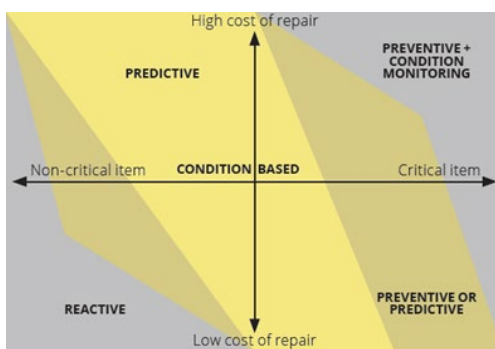 High cost of repair
PREDICTIVE
PREVENTIVE +
CONDITION
MONITORING
Non-critical item
CONDITION BASED
Critical item
REACTIVE
PREVENTIVE OR
PREDICTIVE
Low cost of repair